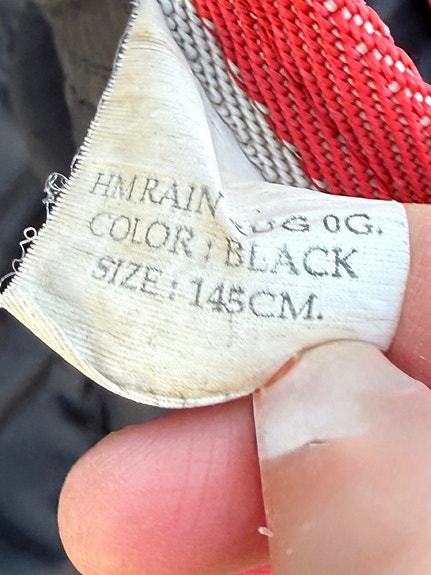 HMRAIN 0G.
COLOR : BLACK
SIZE : 145CM.